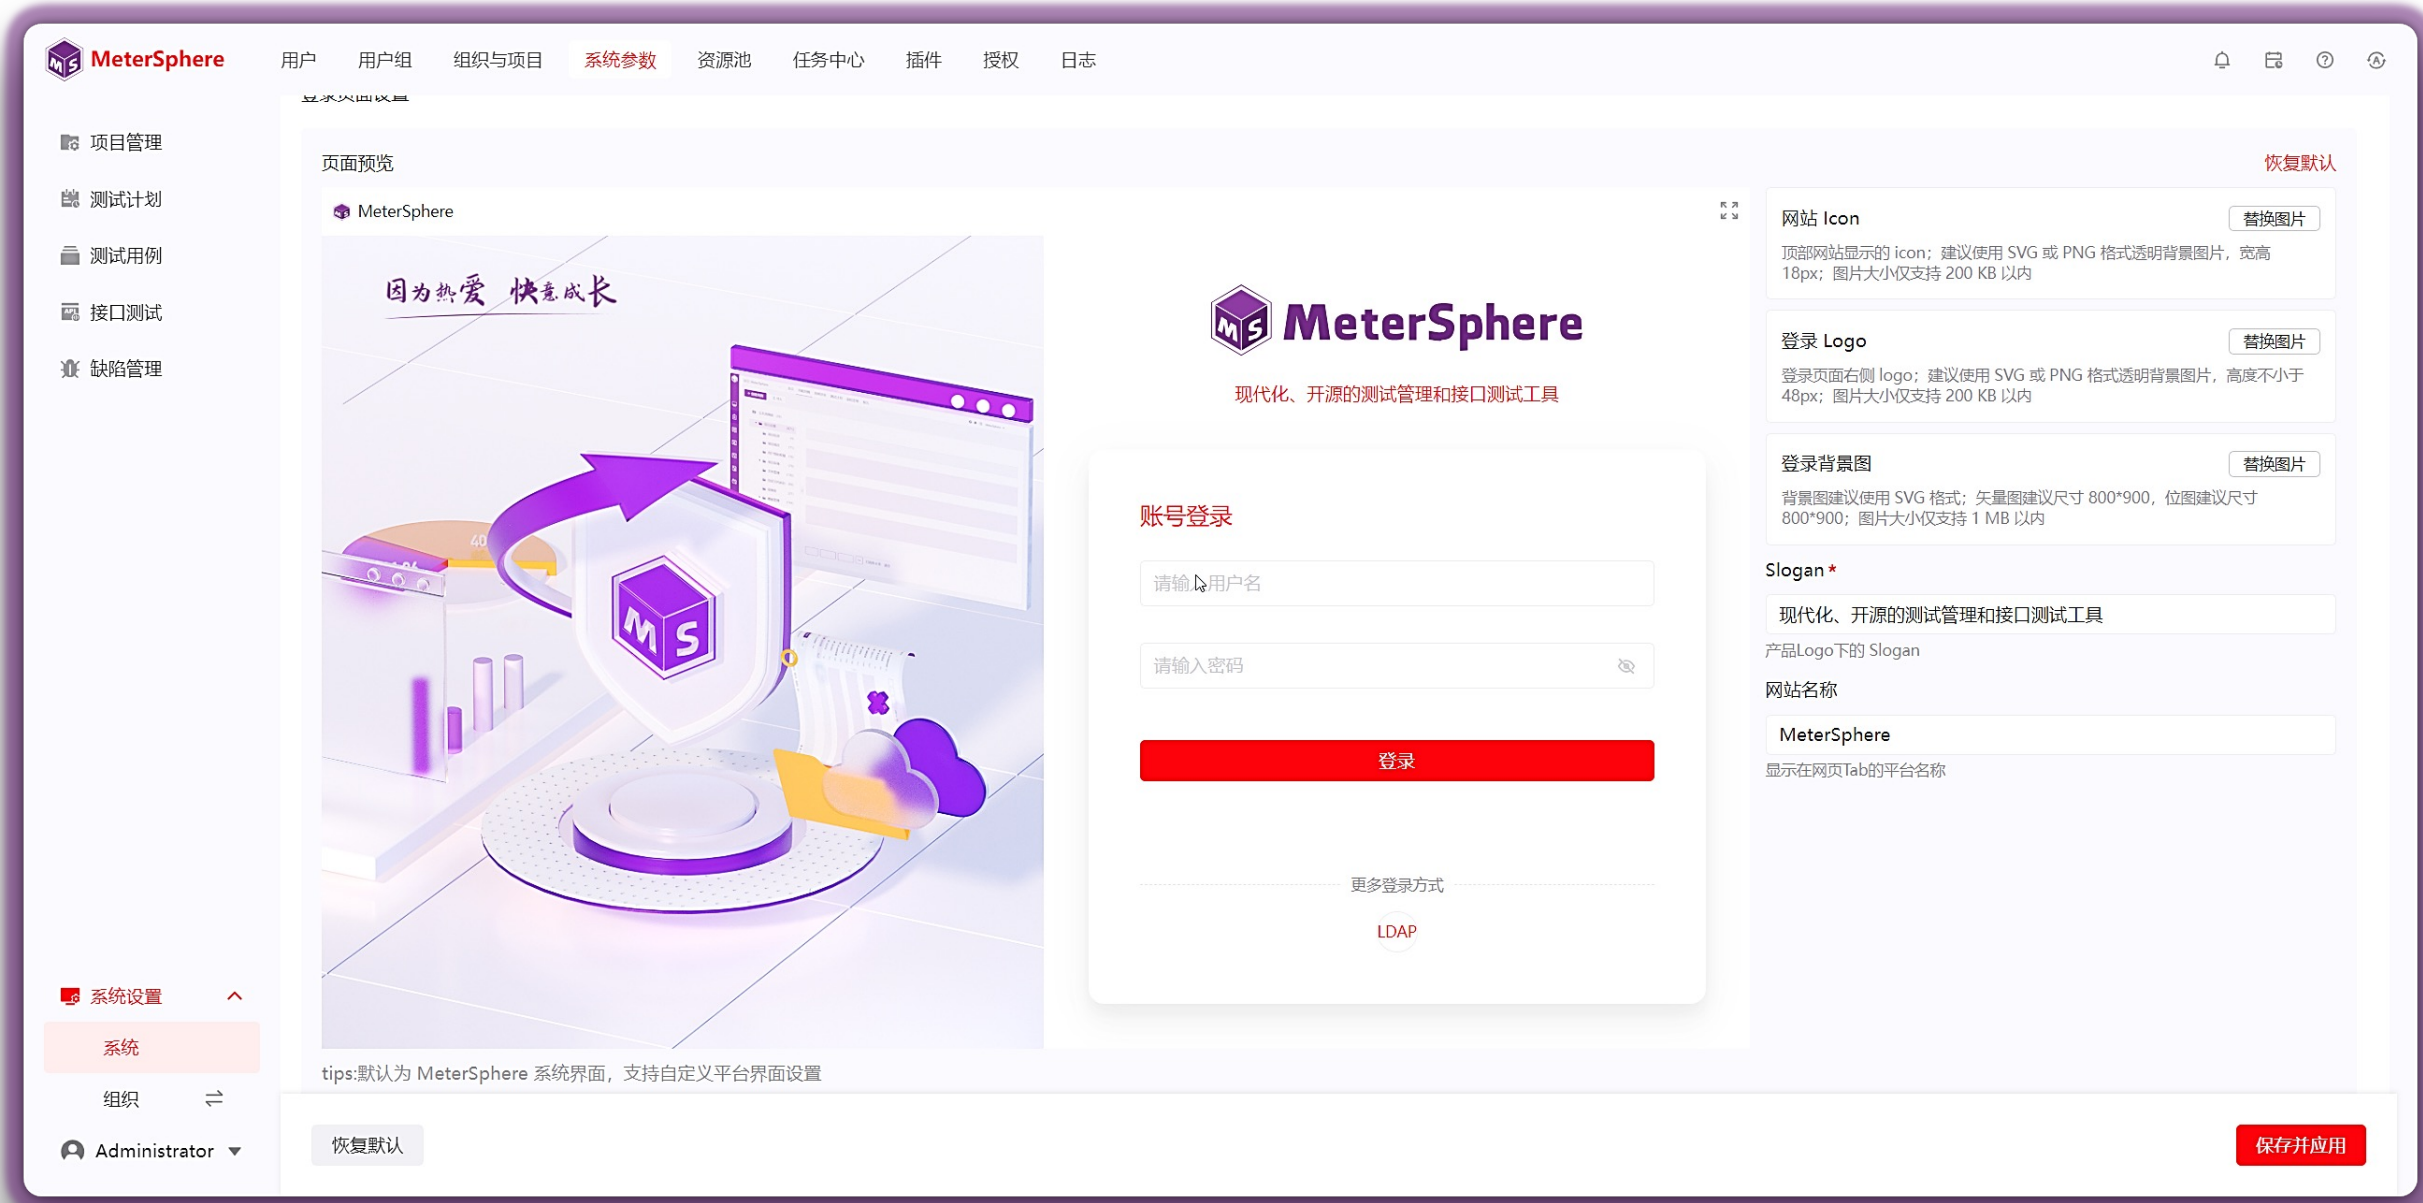 MeterSphere
用户 用户组 组织与项目 系统参数 资源池 任务中心 插件 授权 日志
登录页面设置
项目管理
测试计划
测试用例
接口测试
缺陷管理
系统设置
系统
组织
Administrator
页面预览
恢复默认
MeterSphere
因为热爱 快意成长
40
MS
MS MeterSphere
现代化、开源的测试管理和接口测试工具
账号登录
请输入用户名
请输入密码
登录
更多登录方式
LDAP
tips:默认为 MeterSphere 系统界面，支持自定义平台界面设置
网站 Icon
替换图片
顶部网站显示的 icon；建议使用 SVG 或 PNG 格式透明背景图片，宽高
18px；图片大小仅支持 200 KB 以内
登录 Logo
替换图片
登录页面右侧 logo；建议使用 SVG 或 PNG 格式透明背景图片，高度不小于
48px；图片大小仅支持 200 KB 以内
登录背景图
替换图片
背景图建议使用 SVG 格式；矢量图建议尺寸 800*900，位图建议尺寸
800*900；图片大小仅支持 1 MB 以内
Slogan *
现代化、开源的测试管理和接口测试工具
产品Logo下的 Slogan
网站名称
MeterSphere
显示在网页Tab的平台名称
恢复默认
保存并应用